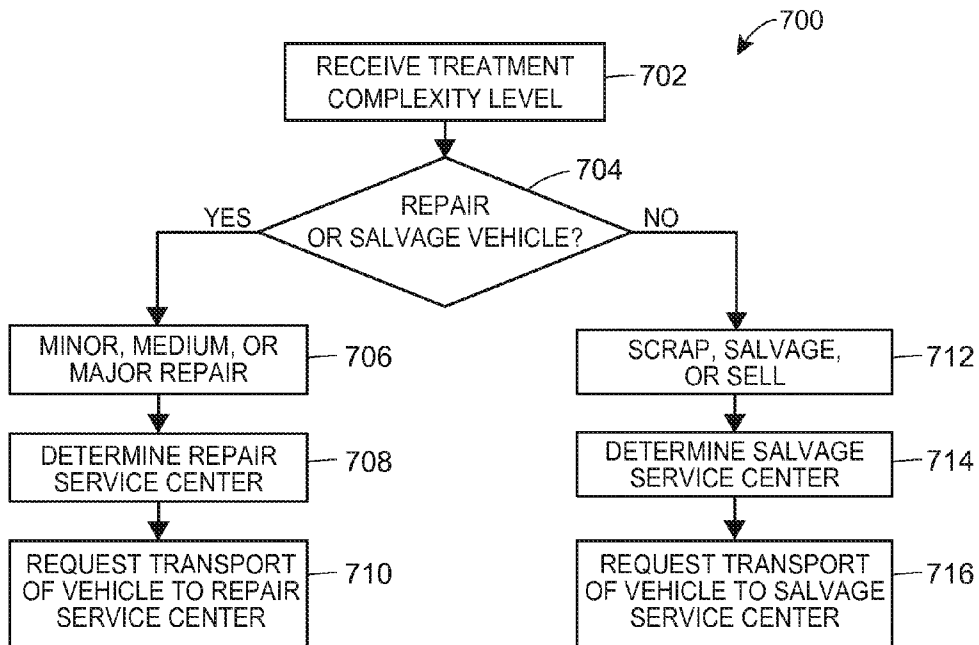 700
RECEIVE TREATMENT
COMPLEXITY LEVEL
702
704
REPAIR
OR SALVAGE VEHICLE?
YES
NO
MINOR, MEDIUM, OR
MAJOR REPAIR
706
DETERMINE REPAIR
SERVICE CENTER
708
REQUEST TRANSPORT
OF VEHICLE TO REPAIR
SERVICE CENTER
710
SCRAP, SALVAGE,
OR SELL
712
DETERMINE SALVAGE
SERVICE CENTER
714
REQUEST TRANSPORT
OF VEHICLE TO SALVAGE
SERVICE CENTER
716